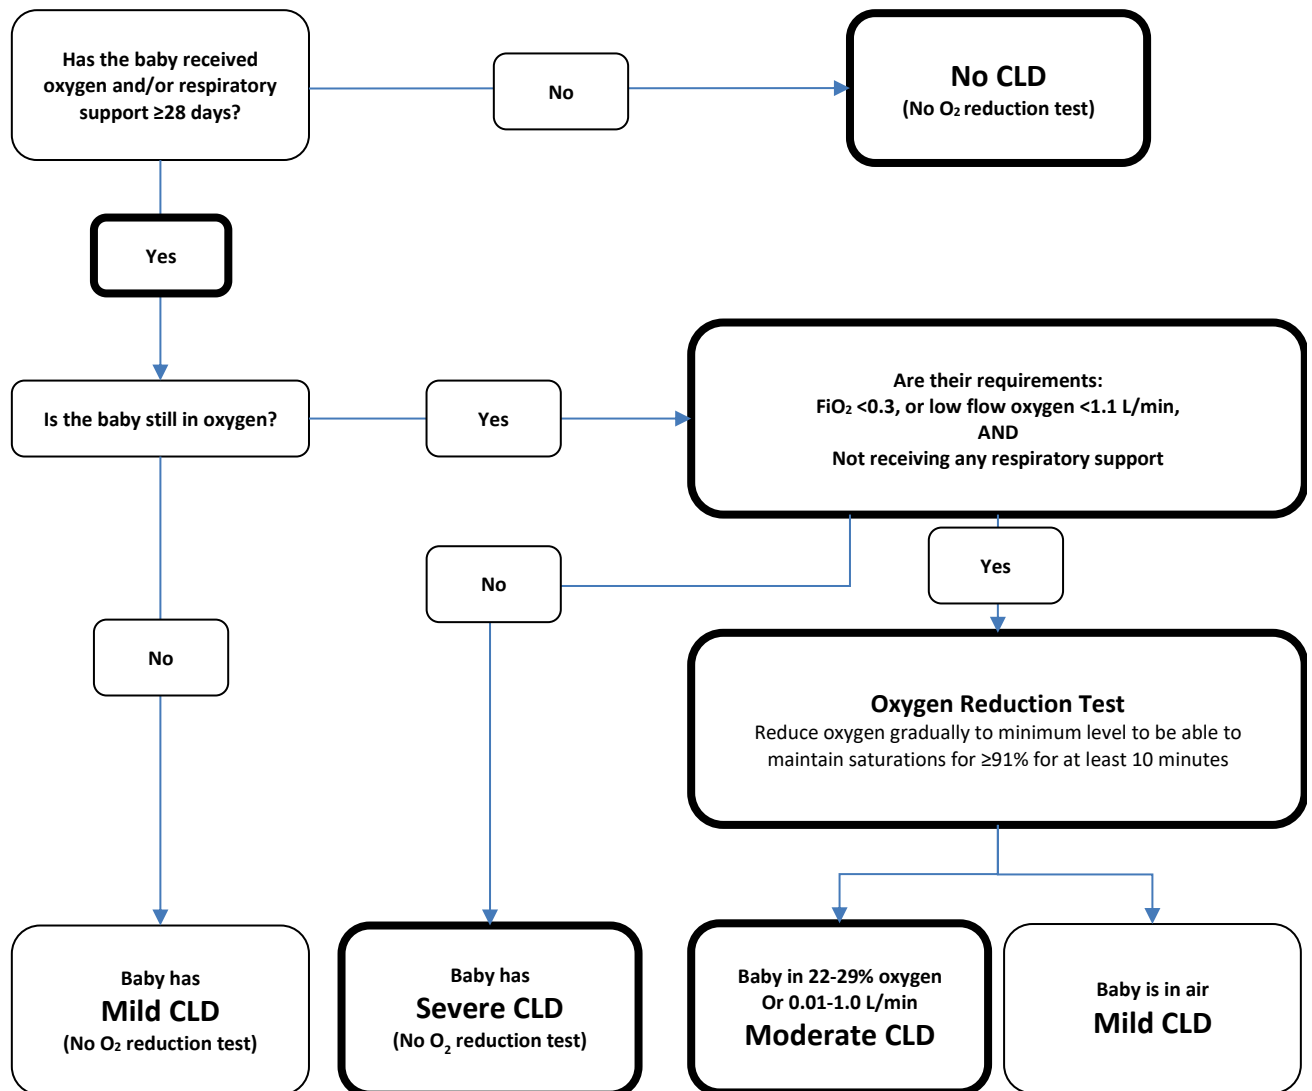 Has the baby received
oxygen and/or respiratory
support ≥28 days?
No
No CLD
(No O₂ reduction test)
Yes
Is the baby still in oxygen?
Yes
Are their requirements:
FiO₂ <0.3, or low flow oxygen <1.1 L/min,
AND
Not receiving any respiratory support
No
Yes
No
Oxygen Reduction Test
Reduce oxygen gradually to minimum level to be able to
maintain saturations for ≥91% for at least 10 minutes
Baby has
Mild CLD
(No O₂ reduction test)
Baby has
Severe CLD
(No O₂ reduction test)
Baby in 22-29% oxygen
Or 0.01-1.0 L/min
Moderate CLD
Baby is in air
Mild CLD